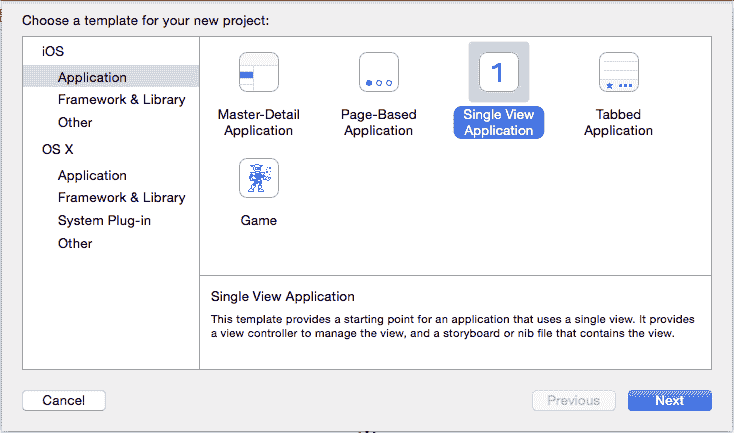 Choose a template for your new project:
iOS
Application
Framework & Library
Other
OS X
Application
Framework & Library
System Plug-in
Other
Master-Detail
Application
Page-Based
Application
1
Single View
Application
Tabbed
Application
Game
Single View Application
This template provides a starting point for an application that uses a single view. It provides
a view controller to manage the view, and a storyboard or nib file that contains the view.
Cancel
Previous
Next